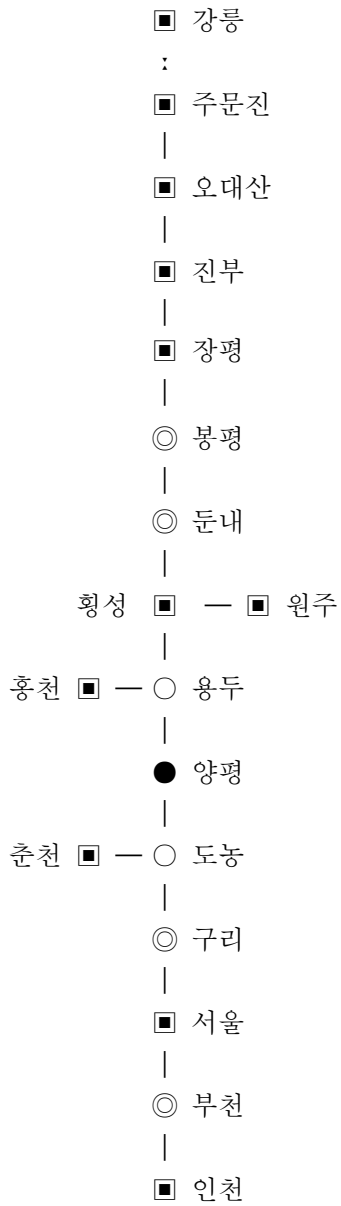 ▣ 강릉
:
▣ 주문진
|
▣ 오대산
|
▣ 진부
|
▣ 장평
|
◎ 봉평
|
◎ 둔내
|
횡성 ▣ — ▣ 원주
|
홍천 ▣ — ○ 용두
|
● 양평
|
춘천 ▣ — ○ 도농
|
◎ 구리
|
▣ 서울
|
◎ 부천
|
▣ 인천